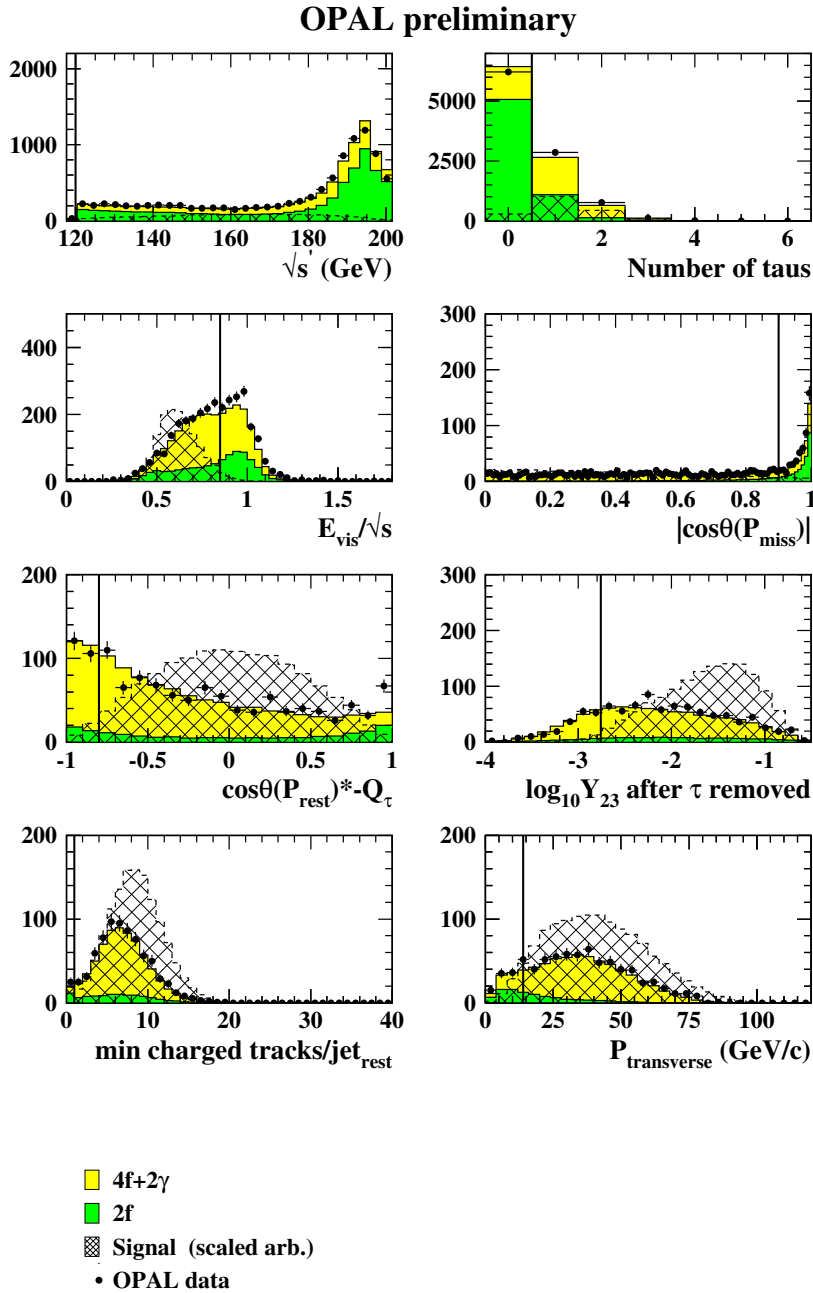 OPAL preliminary
2000
1000
0
120 140 160 180 200
√s' (GeV)
5000
2500
0
0 2 4 6
Number of taus
400
200
0
0 0.5 1 1.5
E_vis/√s
300
200
100
0
0 0.2 0.4 0.6 0.8 1
|cosθ(P_miss)|
200
100
0
-1 -0.5 0 0.5 1
cosθ(P_rest)*-Q_τ
300
200
100
0
-4 -3 -2 -1
log₁₀Y₂₃ after τ removed
200
100
0
0 10 20 30 40
min charged tracks/jet_rest
200
100
0
0 25 50 75 100
P_transverse (GeV/c)
4f+2γ
2f
Signal (scaled arb.)
OPAL data